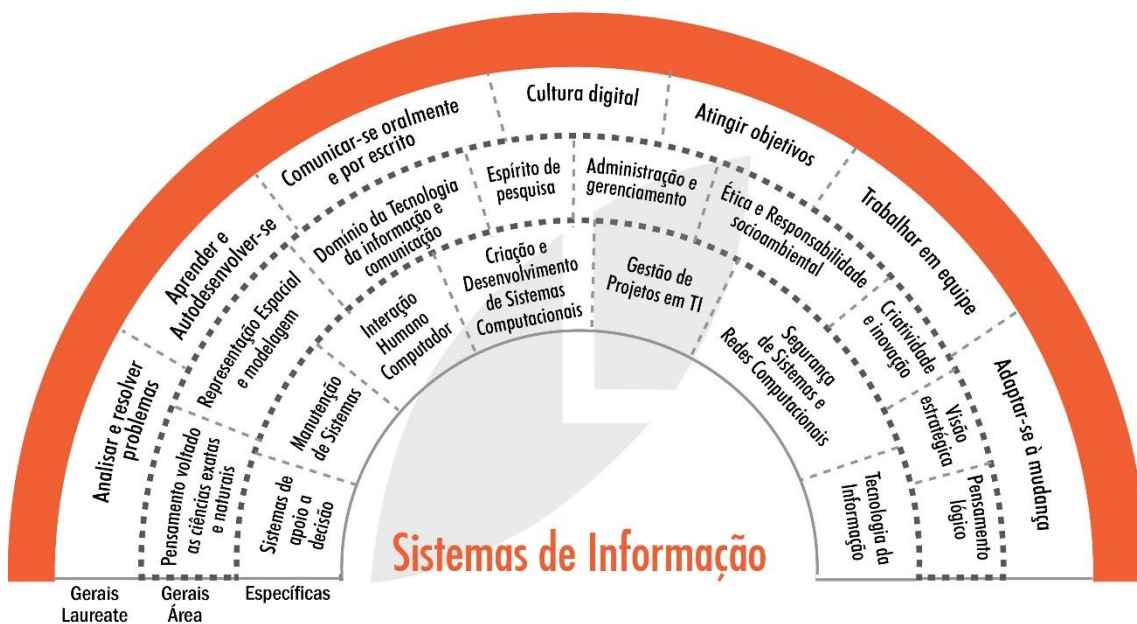 Analisar e resolver
problemas
Aprender e
Autodesenvolver-se
Comunicar-se oralmente
e por escrito
Cultura digital
Atingir objetivos
Trabalhar em equipe
Adaptar-se à mudança
Pensamento voltado
as ciências exatas
e naturais
Representação Espacial
e modelagem
Domínio da Tecnologia
da informação e
comunicação
Espírito de
pesquisa
Administração e
gerenciamento
Ética e Responsabilidade
socioambiental
Criatividade
e inovação
Visão
estratégica
Pensamento
lógico
Sistemas de
apoio a
decisão
Manutenção
de Sistemas
Interação
Humano
Computador
Criação e
Desenvolvimento
de Sistemas
Computacionais
Gestão de
Projetos em TI
Segurança
de Sistemas e
Redes Computacionais
Tecnologia da
Informação
Sistemas de Informação
Gerais
Laureate
Gerais
Área
Específicas